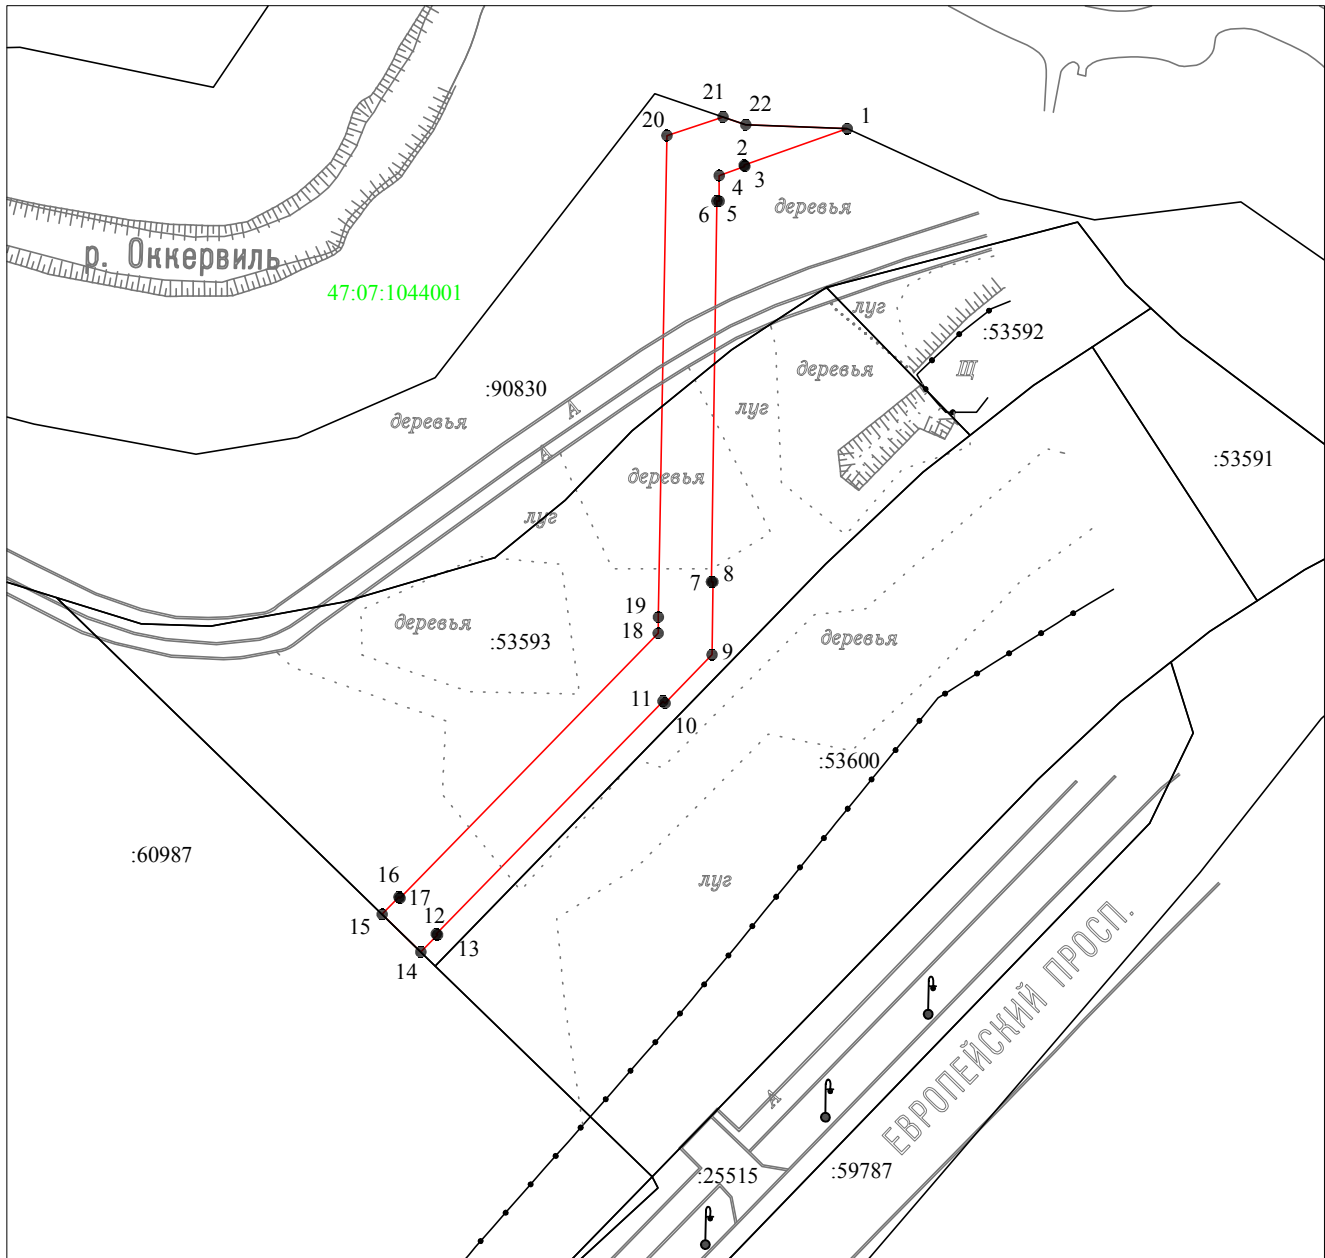 21
22
1
20
2
3
4
деревья
6
5
р. Оккервиль
47:07:1044001
луг
:53592
деревья
Щ
:90830
А
луг
деревья
А
:53591
деревья
луг
7
8
19
деревья
18
:53593
деревья
9
11
10
:53600
:60987
16
луг
17
15
12
13
14
ЕВРОПЕЙСКИЙ ПРОСП.
А
:25515
:59787